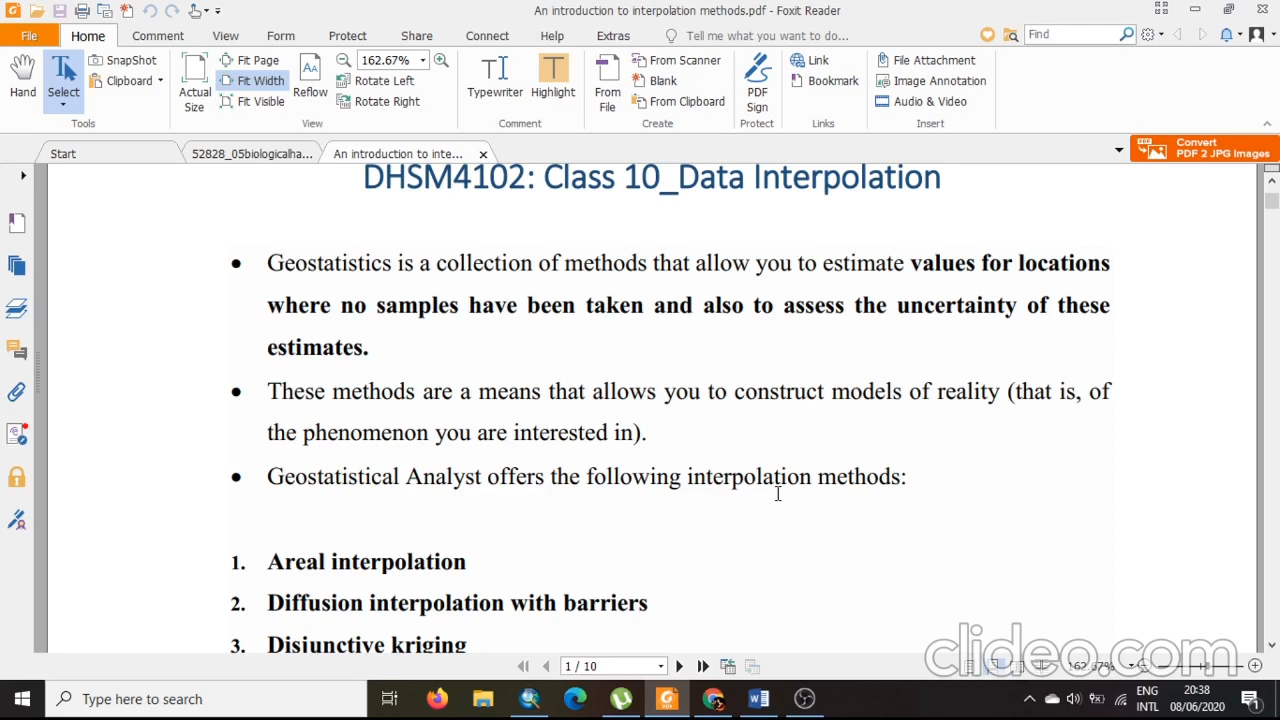 An introduction to interpolation methods.pdf - Foxit Reader
File Home Comment View Form Protect Share Connect Help Extras Tell me what you want to do... Find
SnapShot Fit Page 162.67% Rotate Left From Scanner Link File Attachment
Hand Select Clipboard Actual Size Fit Width Reflow Typewriter Highlight From File Blank PDF Sign Bookmark Image Annotation
Fit Visible Rotate Right From Clipboard Audio & Video
Tools View Comment Create Protect Links Insert
Start 52828_05biologicalha... An introduction to inte... Convert
PDF 2 JPG Images
DHSM4102: Class 10_Data Interpolation
• Geostatistics is a collection of methods that allow you to estimate values for locations
where no samples have been taken and also to assess the uncertainty of these
estimates.
• These methods are a means that allows you to construct models of reality (that is, of
the phenomenon you are interested in).
• Geostatistical Analyst offers the following interpolation methods:
1. Areal interpolation
2. Diffusion interpolation with barriers
3. Disjunctive kriging
clideo.com
1 / 10 162.67%
Type here to search
ENG 20:38
INTL 08/06/2020